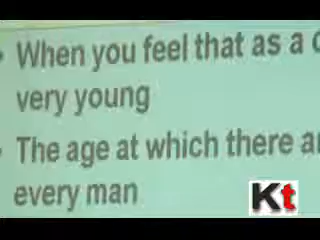 When you feel that as a
very young
The age at which there
every man
Kt